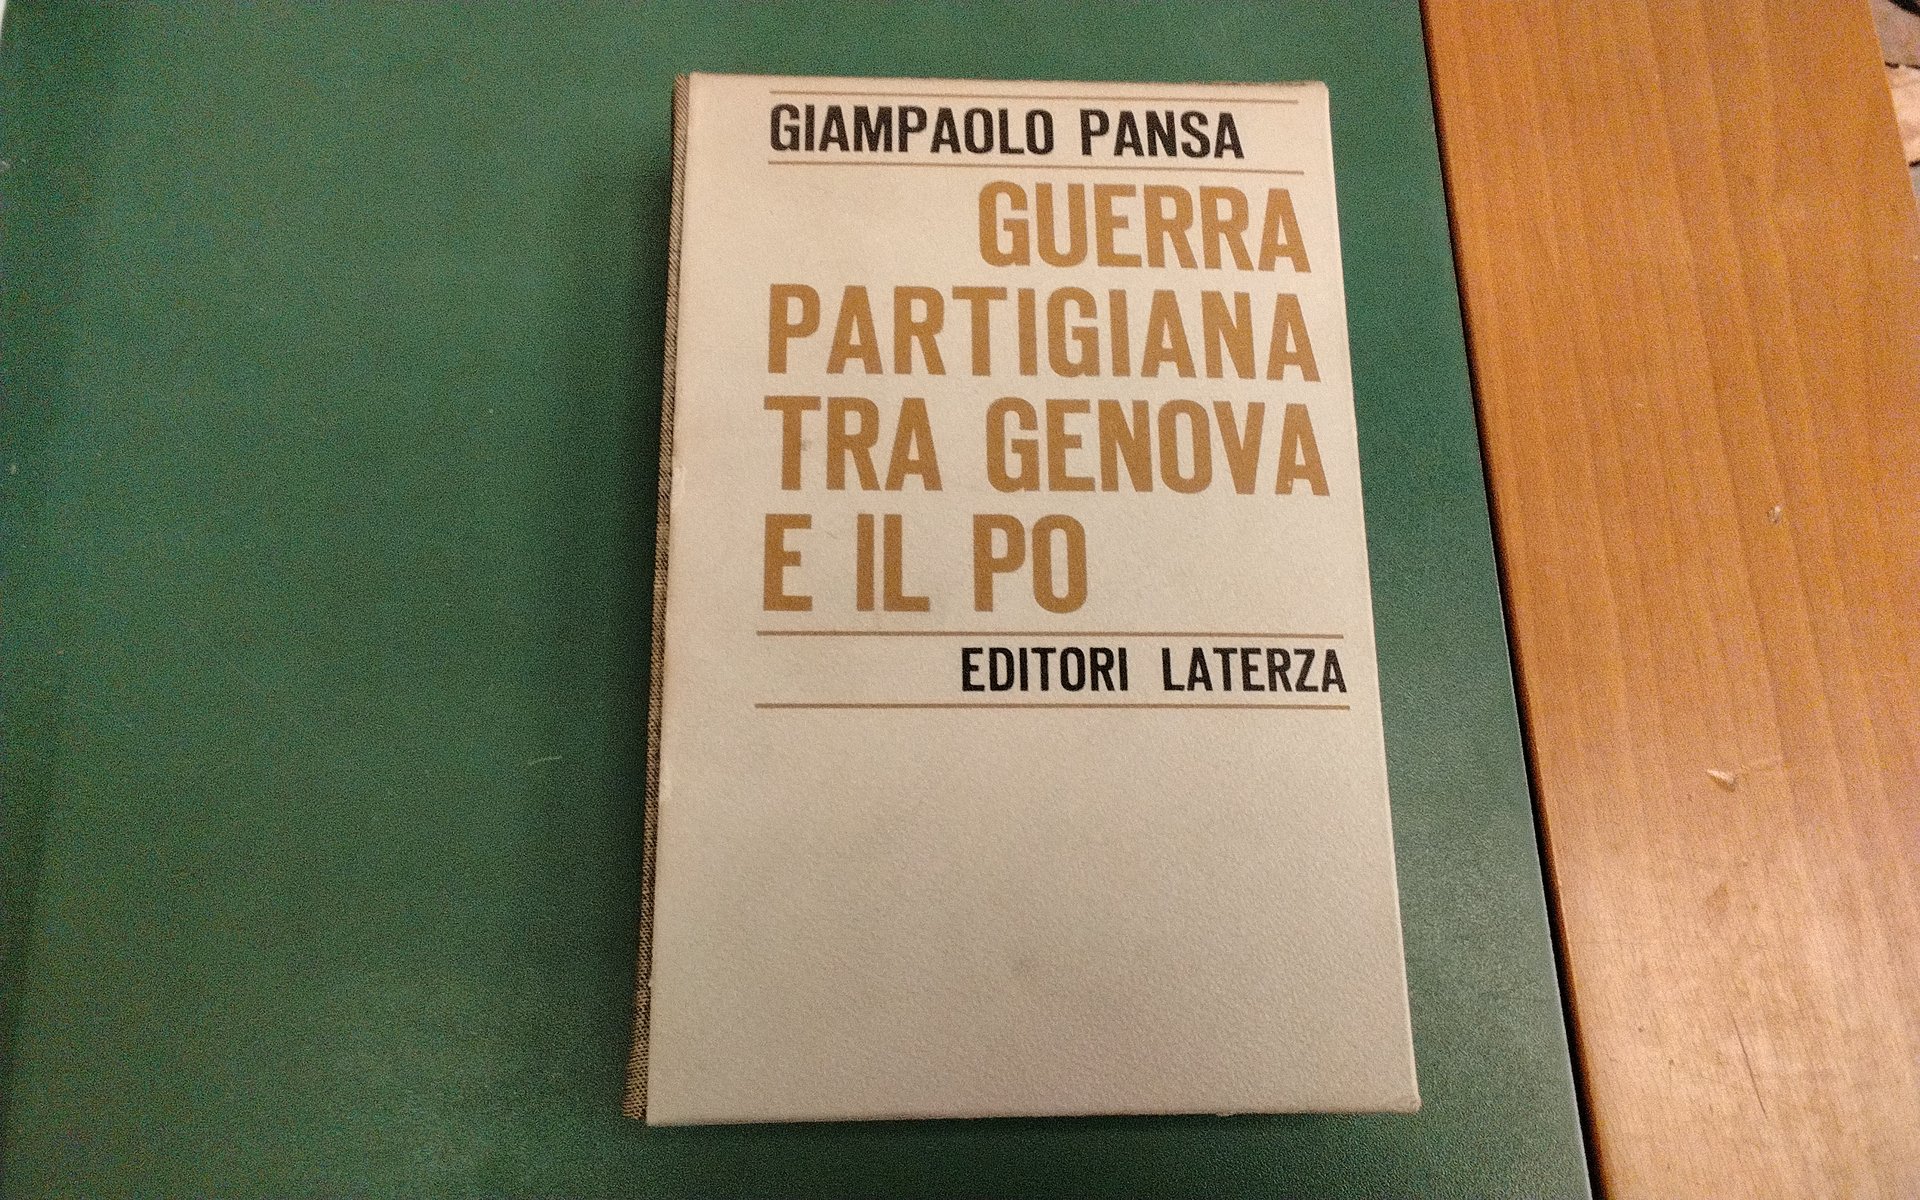 GIAMPAOLO PANSA
GUERRA
PARTIGIANA
TRA GENOVA
E IL PO
EDITORI LATERZA